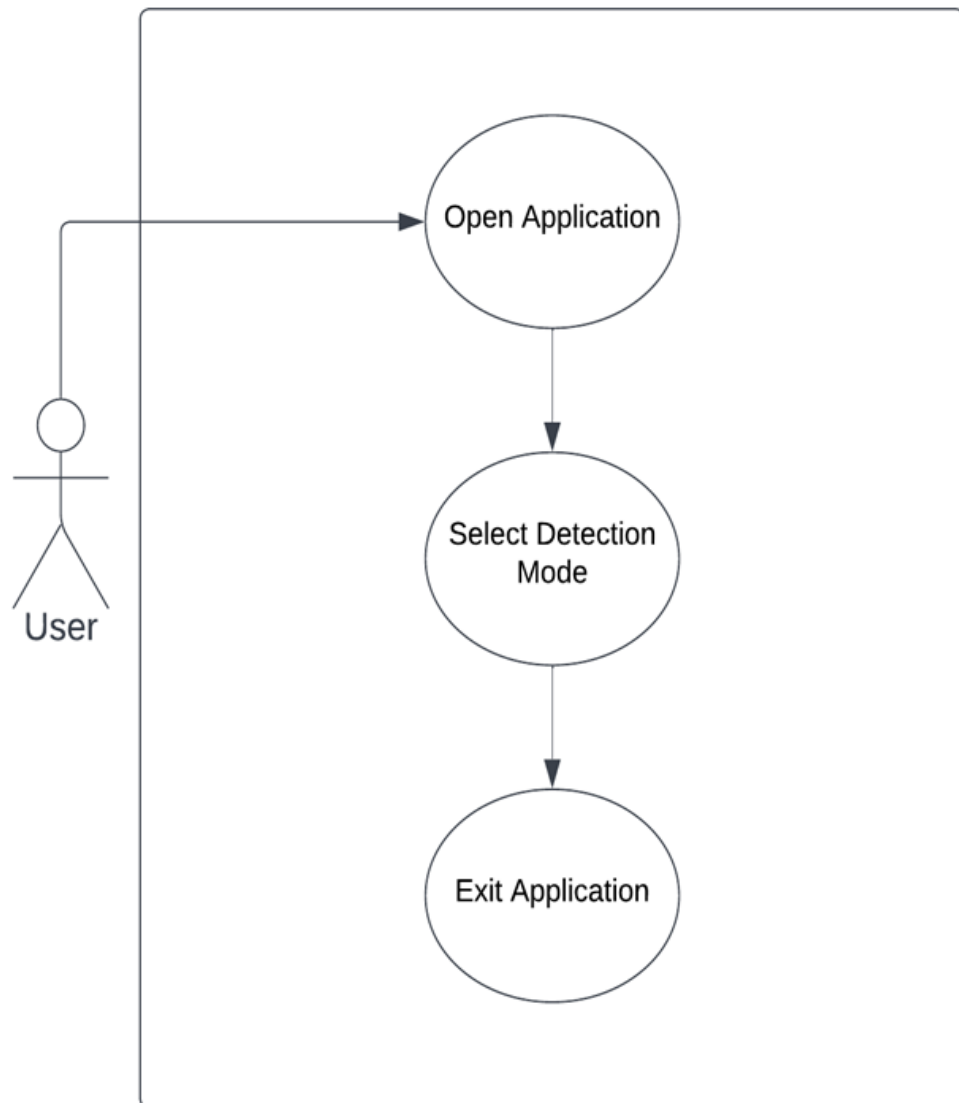 Open Application
Select Detection
Mode
User
Exit Application